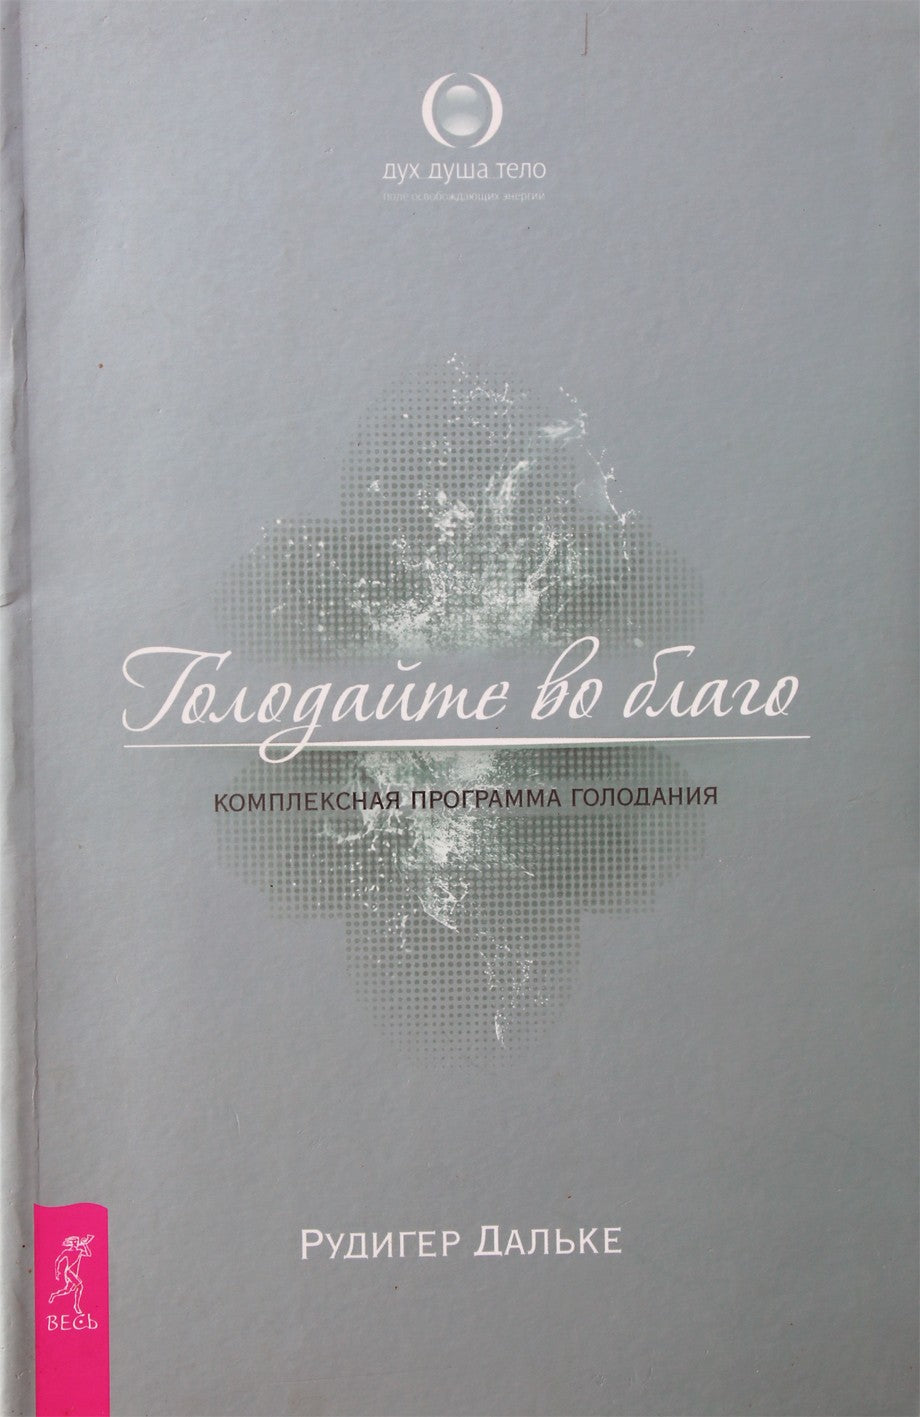 дух душа тело
поле освобождающих энергий
Голодайте во благо
КОМПЛЕКСНАЯ ПРОГРАММА ГОЛОДАНИЯ
РУДИГЕР ДАЛЬКЕ
ВЕСЬ